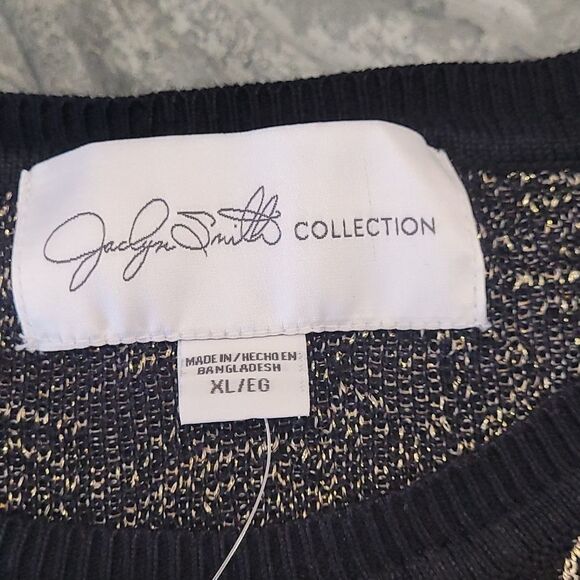 Jaclyn Smith COLLECTION
MADE IN/HECHO EN
BANGLADESH
XL/EG